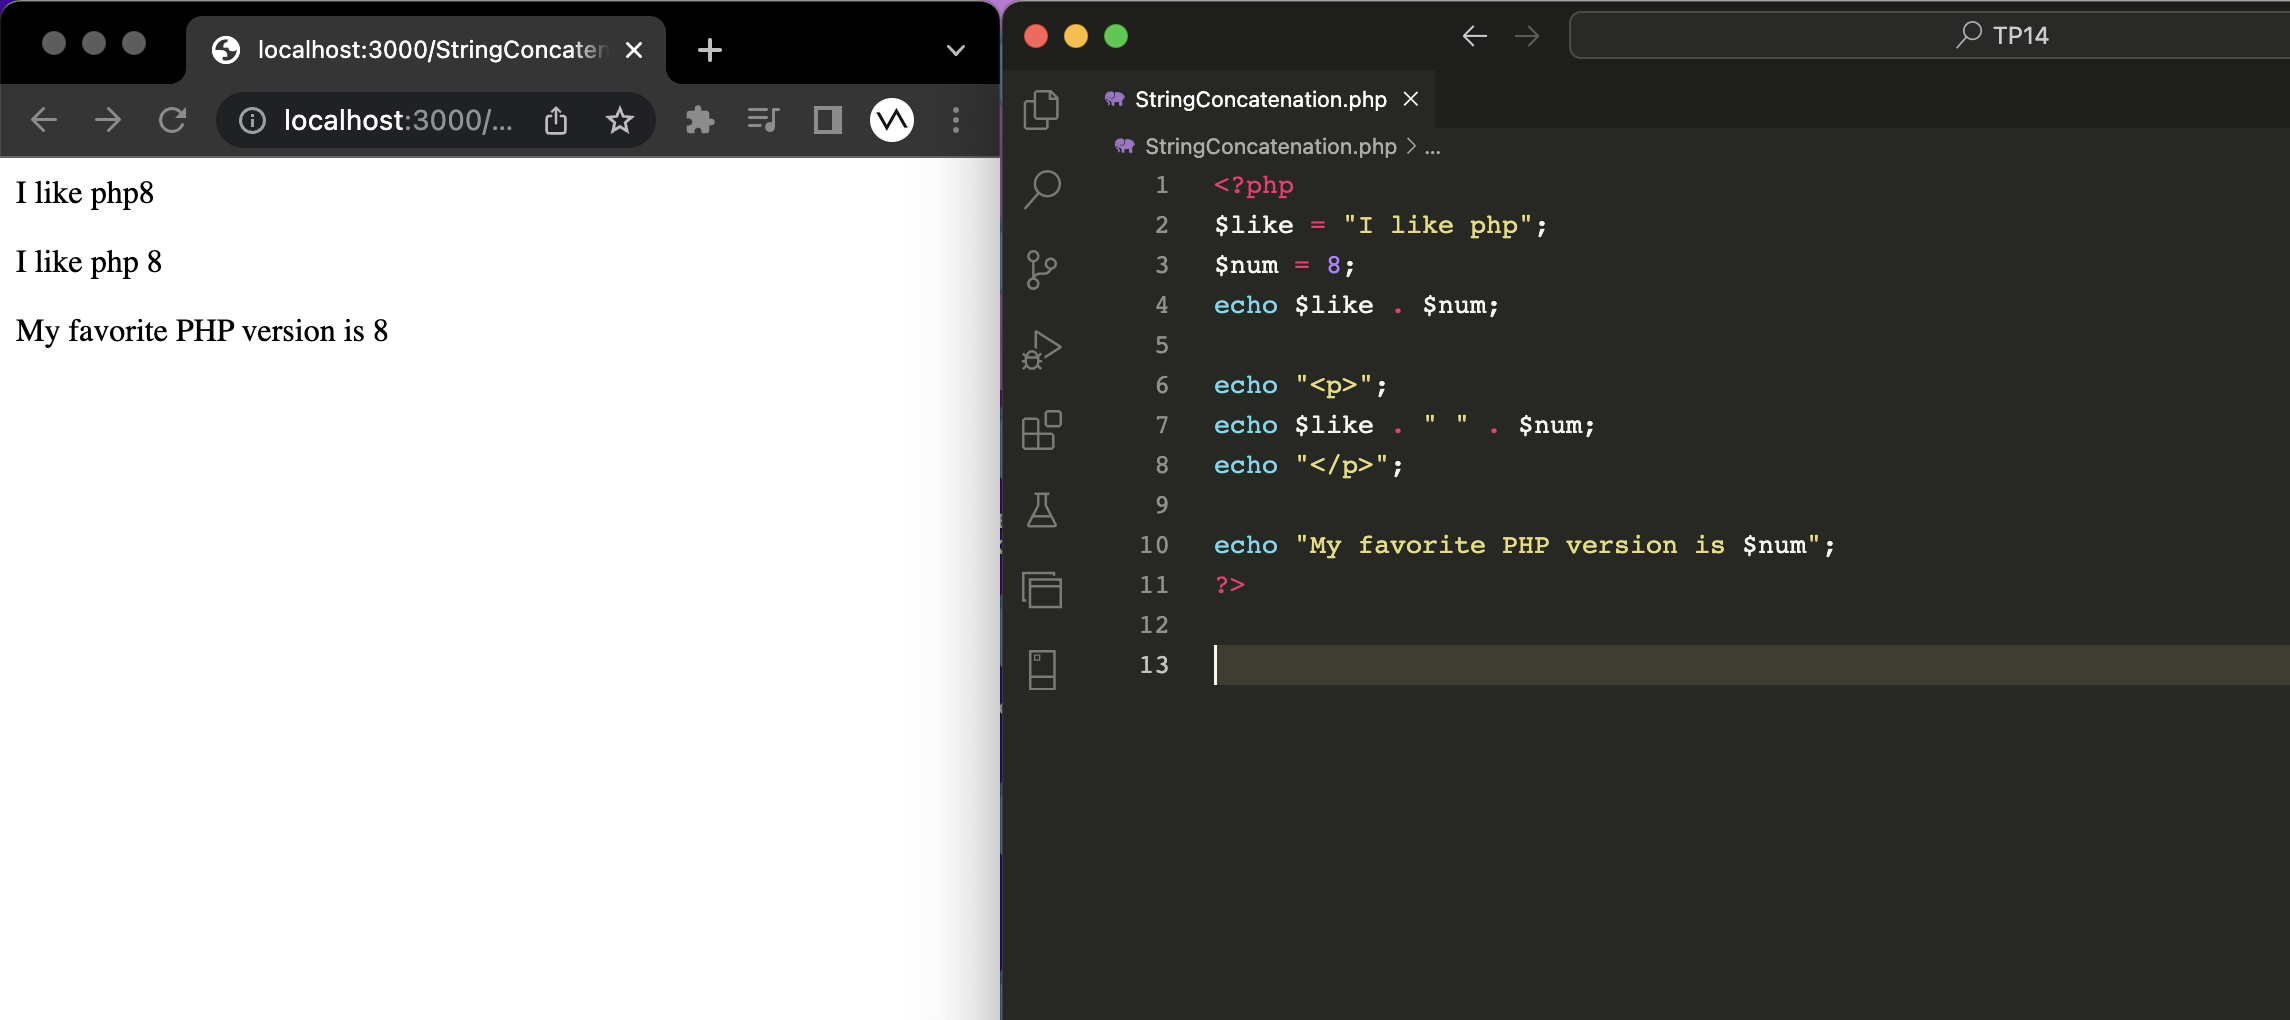 localhost:3000/StringConcaten
localhost:3000/...
I like php8
I like php 8
My favorite PHP version is 8
TP14
StringConcatenation.php
StringConcatenation.php > ...
1 <?php
2 $like = "I like php";
3 $num = 8;
4 echo $like . $num;
5
6 echo "<p>";
7 echo $like . " " . $num;
8 echo "</p>";
9
10 echo "My favorite PHP version is $num";
11 ?>
12
13